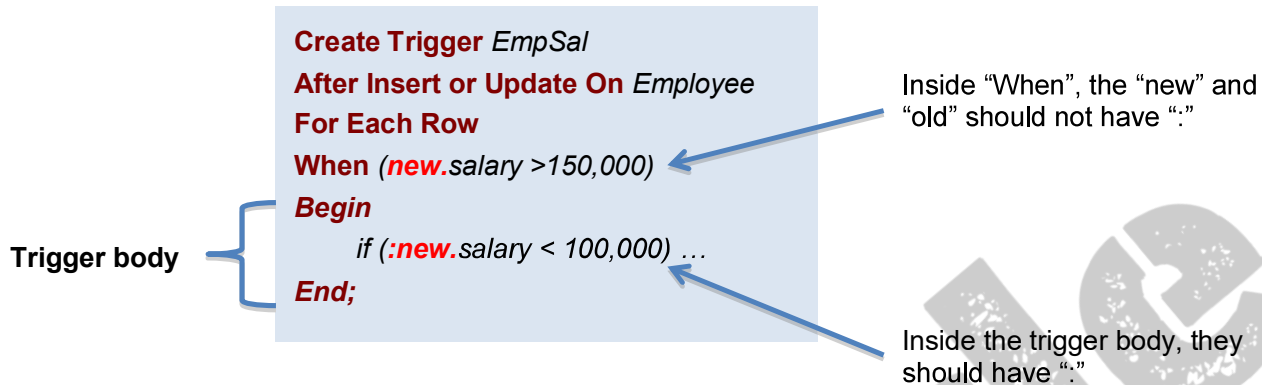 Create Trigger EmpSal
After Insert or Update On Employee
For Each Row
When (new.salary >150,000)
Begin
if (:new.salary < 100,000) …
End;
Trigger body
Inside “When”, the “new” and
“old” should not have “:”
Inside the trigger body, they
should have “:”